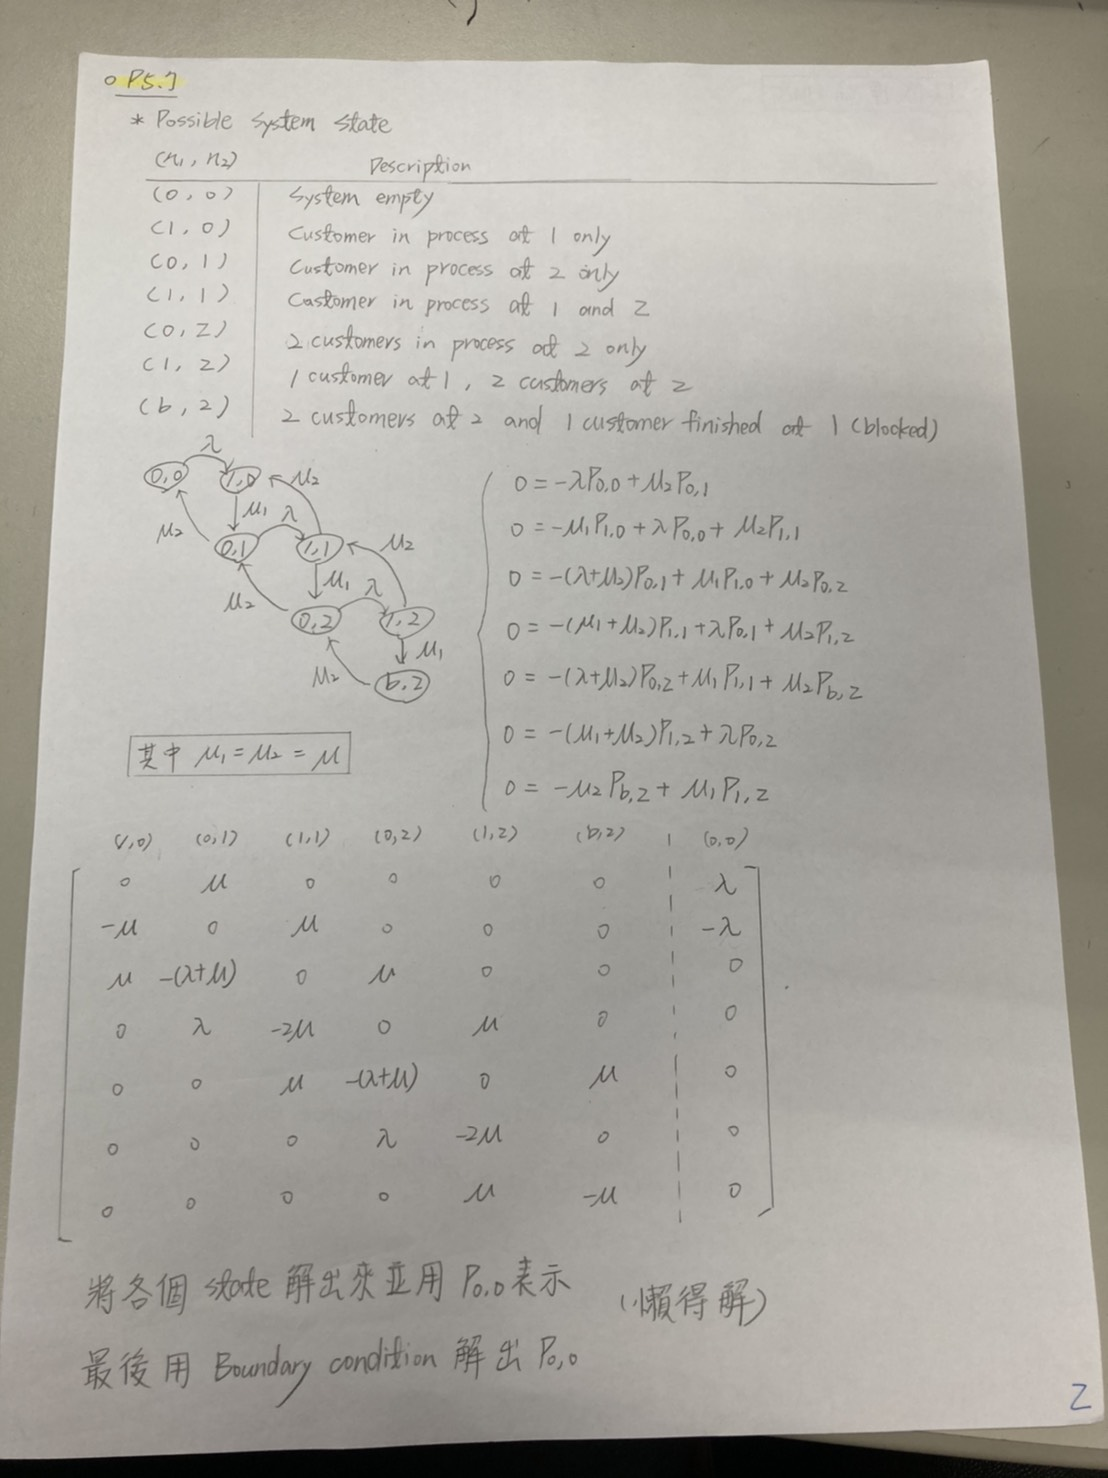 o P5.7
* Possible system state
(n₁, n₂) Description
(0, 0) System empty
(1, 0) Customer in process at 1 only
(0, 1) Customer in process at 2 only
(1, 1) Customer in process at 1 and 2
(0, 2) 2 customers in process at 2 only
(1, 2) 1 customer at 1, 2 customers at 2
(b, 2) 2 customers at 2 and 1 customer finished at 1 (blocked)
λ
0,0 1,0 μ₂
μ₂ μ₁ λ
0,1 1,1 μ₂
μ₂ μ₁ λ
0,2 1,2
μ₂ μ₁
b,2
0 = -λP₀,₀ + μ₂P₀,₁
0 = -μ₁P₁,₀ + λP₀,₀ + μ₂P₁,₁
0 = -(λ+μ₂)P₀,₁ + μ₁P₁,₀ + μ₂P₀,₂
0 = -(μ₁+μ₂)P₁,₁ + λP₀,₁ + μ₂P₁,₂
0 = -(λ+μ₂)P₀,₂ + μ₁P₁,₁ + μ₂P_b,₂
0 = -(μ₁+μ₂)P₁,₂ + λP₀,₂
0 = -μ₂P_b,₂ + μ₁P₁,₂
其中 μ₁ = μ₂ = μ
(1,0) (0,1) (1,1) (0,2) (1,2) (b,2) | (0,0)
0 μ 0 0 0 0 | λ
-μ 0 μ 0 0 0 | -λ
μ -(λ+μ) 0 μ 0 0 | 0
0 λ -2μ 0 μ 0 | 0
0 0 μ -(λ+μ) 0 μ | 0
0 0 0 λ -2μ 0 | 0
0 0 0 0 μ -μ | 0
將各個 state 解出來並用 P₀,₀ 表示 (懶得解)
最後用 Boundary condition 解出 P₀,₀
2